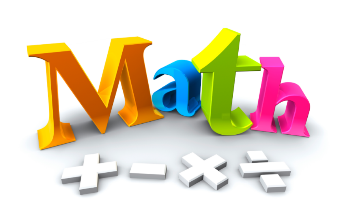 Math
+ − × ÷